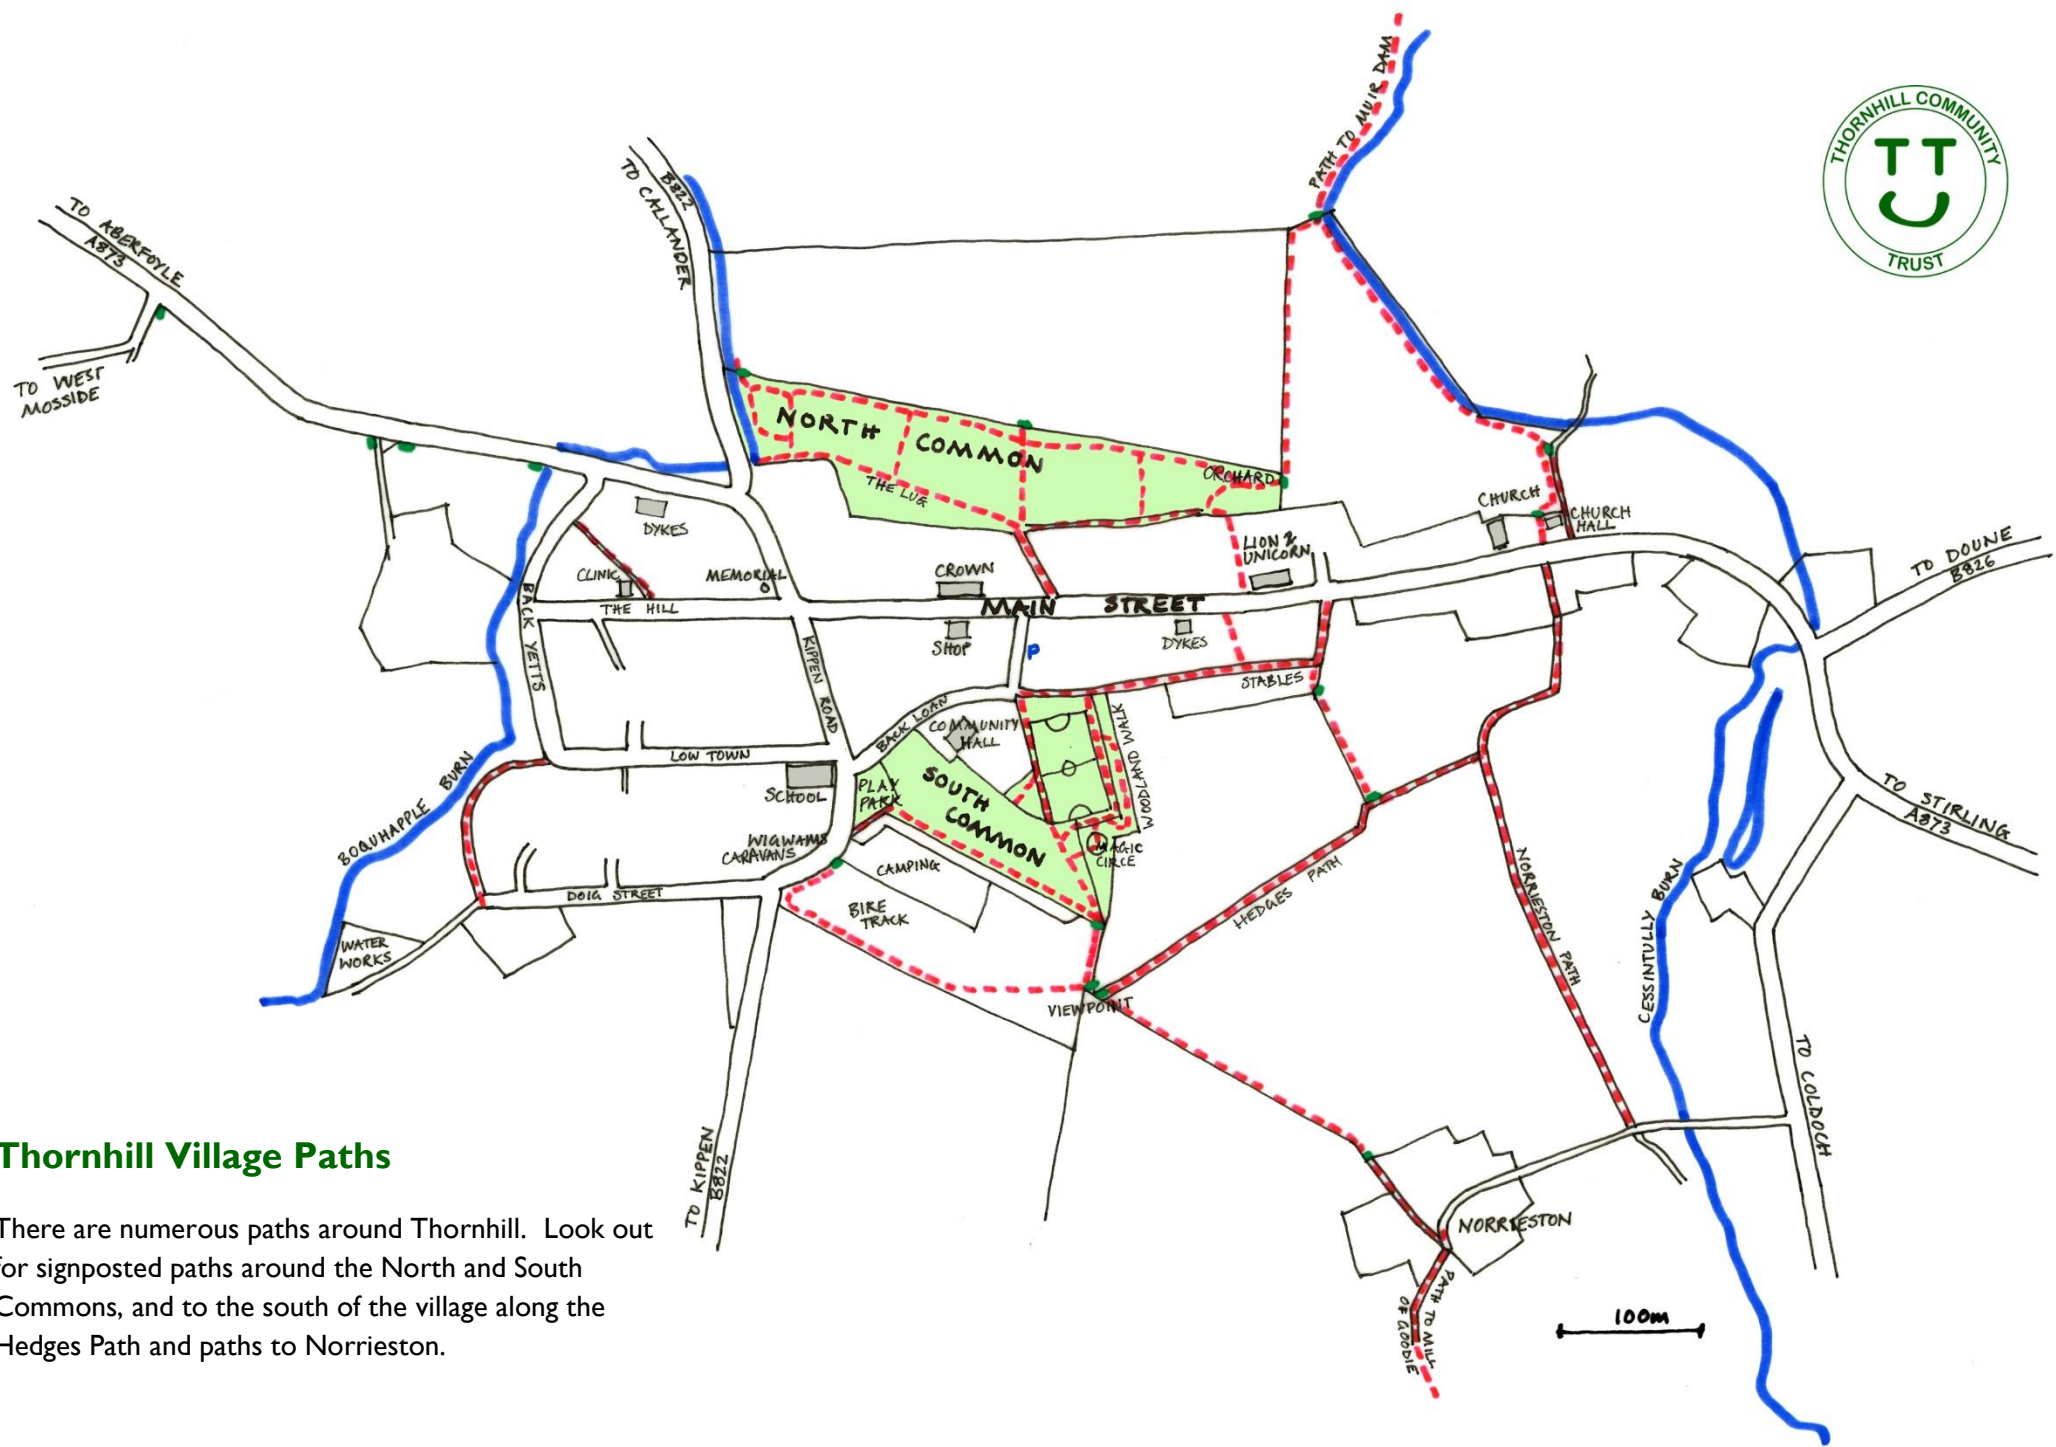 PATH TO MUIR DAM
THORNHILL COMMUNITY
TT
TRUST
B822
TO CALLANDER
TO ABERFOYLE
A873
TO WEST
MOSSIDE
NORTH
COMMON
THE LUG
ORCHARD
CHURCH
CHURCH
HALL
LION &
UNICORN
DYKES
CLINIC
MEMORIAL
CROWN
TO DOUNE
B826
THE HILL
MAIN STREET
SHOP
P
DYKES
BACK YETTS
KIPPEN ROAD
STABLES
BACK LOAN
COMMUNITY
HALL
WOODLAND WALK
LOW TOWN
SCHOOL
PLAY
PARK
SOUTH
COMMON
BOQUHAPPLE BURN
WIGWAMS
CARAVANS
MAGIC
CIRCE
TO STIRLING
A873
CAMPING
HEDGES PATH
DOIG STREET
BIKE
TRACK
NORRIESTON PATH
CESSINTULLY BURN
WATER
WORKS
VIEWPOINT
TO COLDOCH
TO KIPPEN
B822
Thornhill Village Paths
There are numerous paths around Thornhill. Look out
for signposted paths around the North and South
Commons, and to the south of the village along the
Hedges Path and paths to Norrieston.
NORRIESTON
PATH TO MILL
OF GOODIE
100m